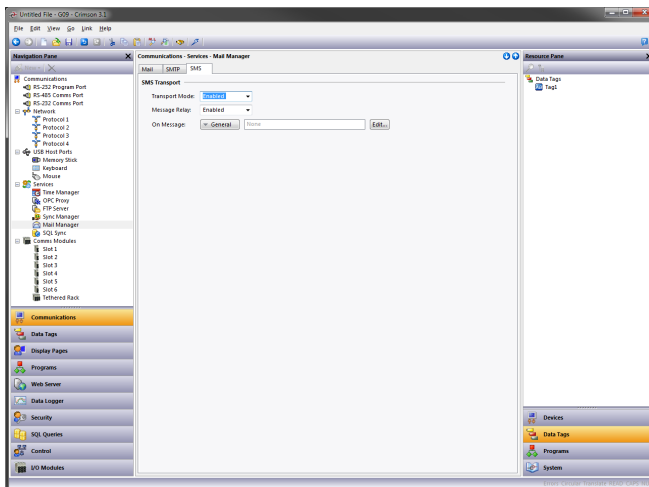 Untitled File - G09 - Crimson 3.1
File Edit View Go Link Help
Navigation Pane
Communications
RS-232 Program Port
RS-485 Comms Port
RS-232 Comms Port
Network
Protocol 1
Protocol 2
Protocol 3
Protocol 4
USB Host Ports
Memory Stick
Keyboard
Mouse
Services
Time Manager
OPC Proxy
FTP Server
Sync Manager
Mail Manager
SQL Sync
Comms Modules
Slot 1
Slot 2
Slot 3
Slot 4
Slot 5
Slot 6
Tethered Rack
Communications
Data Tags
Display Pages
Programs
Web Server
Data Logger
Security
SQL Queries
Control
I/O Modules
Communications - Services - Mail Manager
Mail SMTP SMS
SMS Transport
Transport Mode: Enabled
Message Relay: Enabled
On Message: General None Edit...
Resource Pane
Data Tags
Tag1
Devices
Data Tags
Programs
System
Errors Circular Translate READ CAPS